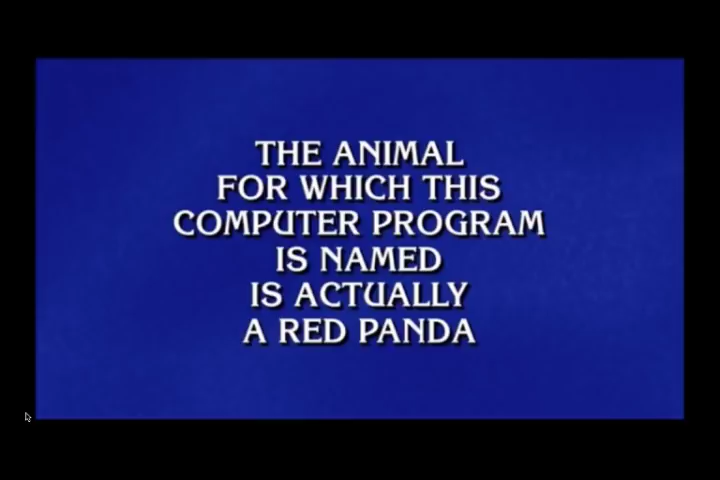 THE ANIMAL
FOR WHICH THIS
COMPUTER PROGRAM
IS NAMED
IS ACTUALLY
A RED PANDA